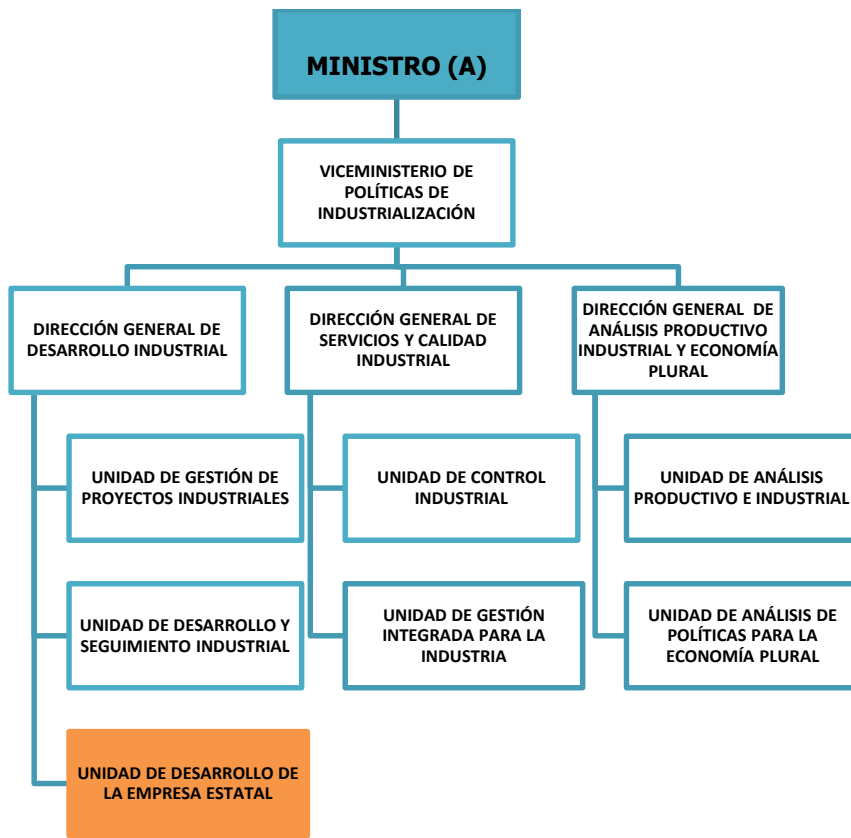 MINISTRO (A)
VICEMINISTERIO DE
POLÍTICAS DE
INDUSTRIALIZACIÓN
DIRECCIÓN GENERAL DE
DESARROLLO INDUSTRIAL
DIRECCIÓN GENERAL DE
SERVICIOS Y CALIDAD
INDUSTRIAL
DIRECCIÓN GENERAL DE
ANÁLISIS PRODUCTIVO
INDUSTRIAL Y ECONOMÍA
PLURAL
UNIDAD DE GESTIÓN DE
PROYECTOS INDUSTRIALES
UNIDAD DE CONTROL
INDUSTRIAL
UNIDAD DE ANÁLISIS
PRODUCTIVO E INDUSTRIAL
UNIDAD DE DESARROLLO Y
SEGUIMIENTO INDUSTRIAL
UNIDAD DE GESTIÓN
INTEGRADA PARA LA
INDUSTRIA
UNIDAD DE ANÁLISIS DE
POLÍTICAS PARA LA
ECONOMÍA PLURAL
UNIDAD DE DESARROLLO DE
LA EMPRESA ESTATAL